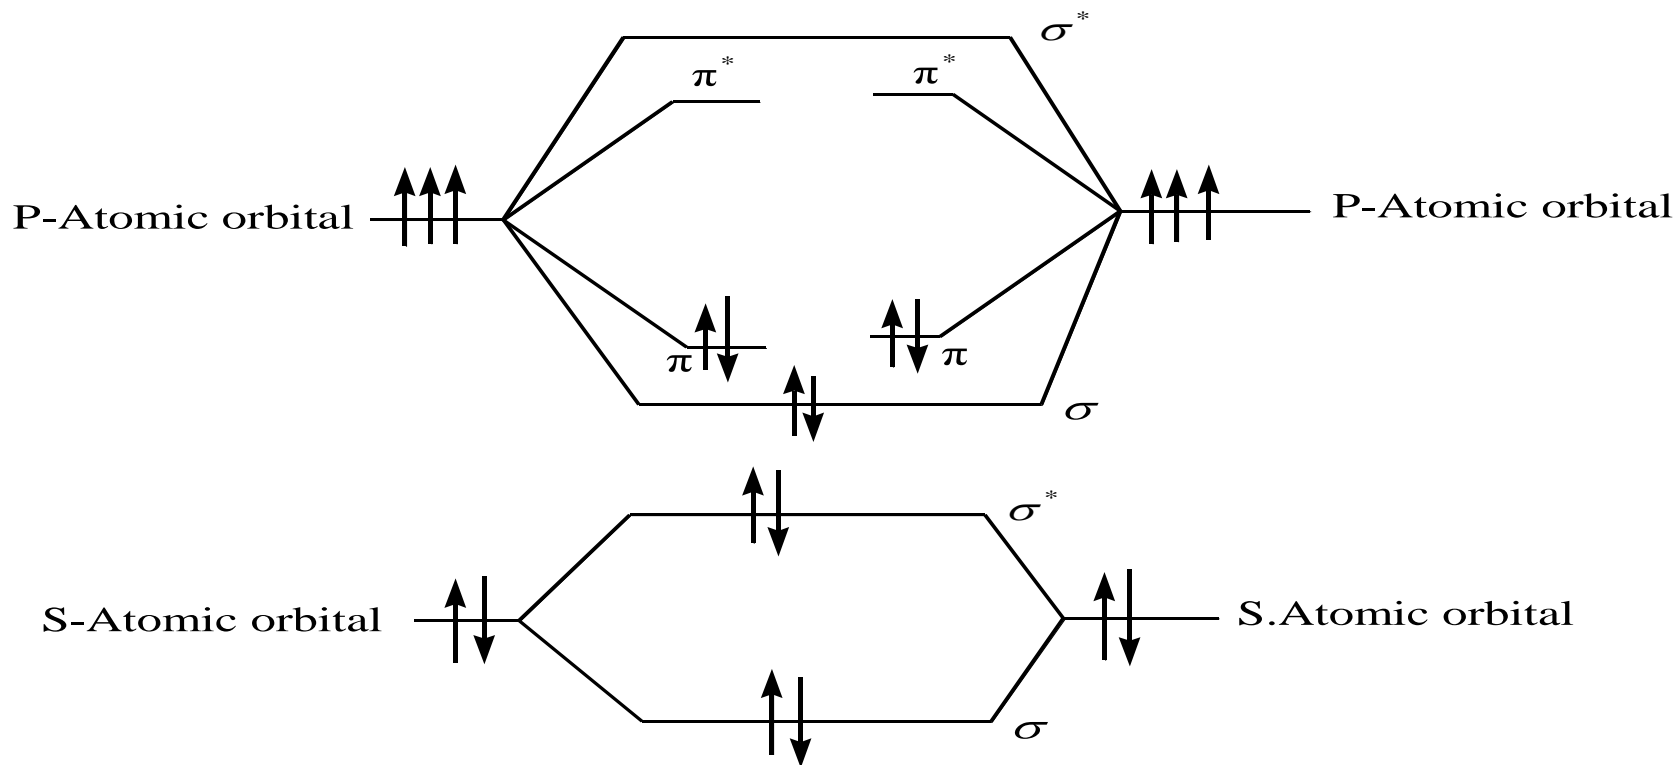 σ*
π* π*
P-Atomic orbital P-Atomic orbital
π π
σ
σ*
S-Atomic orbital S.Atomic orbital
σ